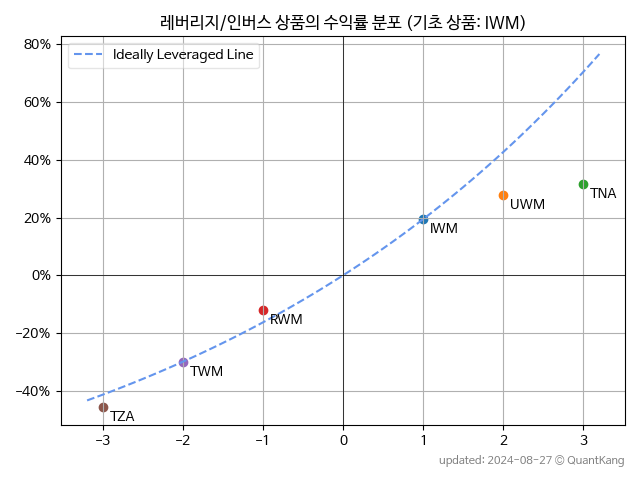 레버리지/인버스 상품의 수익률 분포 (기초 상품: IWM)
80%
Ideally Leveraged Line
60%
TNA
40%
UWM
20%
IWM
0%
RWM
−20%
TWM
−40%
TZA
−3 −2 −1 0 1 2 3
updated: 2024-08-27 © QuantKang